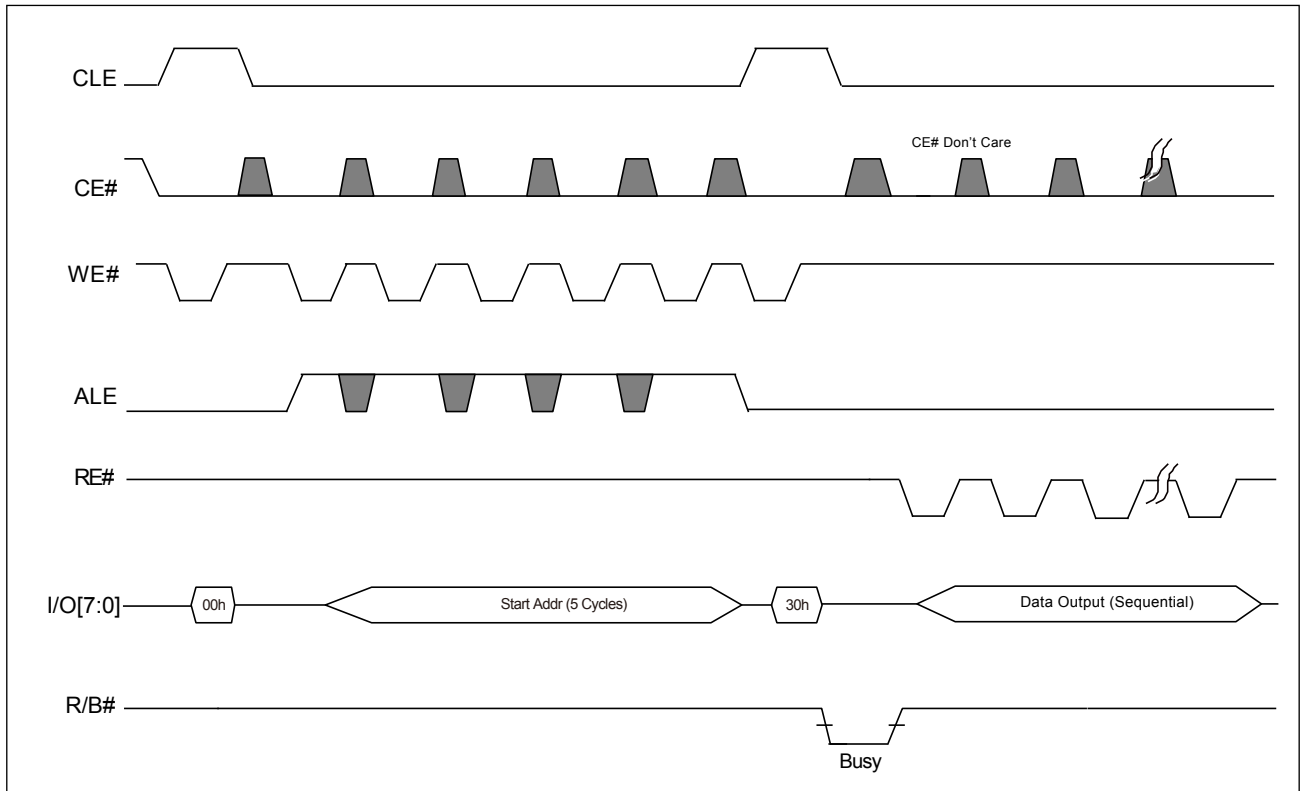 CLE
CE# Don't Care
CE#
WE#
ALE
RE#
I/O[7:0]
00h
Start Addr (5 Cycles)
30h
Data Output (Sequential)
R/B#
Busy